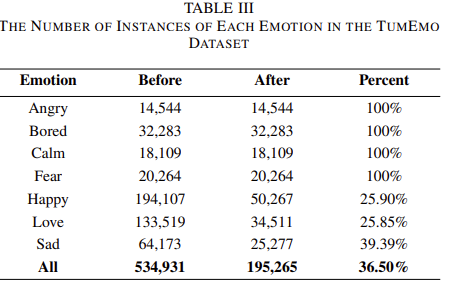 TABLE III
THE NUMBER OF INSTANCES OF EACH EMOTION IN THE TUMEMO
DATASET
Emotion Before After Percent
Angry 14,544 14,544 100%
Bored 32,283 32,283 100%
Calm 18,109 18,109 100%
Fear 20,264 20,264 100%
Happy 194,107 50,267 25.90%
Love 133,519 34,511 25.85%
Sad 64,173 25,277 39.39%
All 534,931 195,265 36.50%